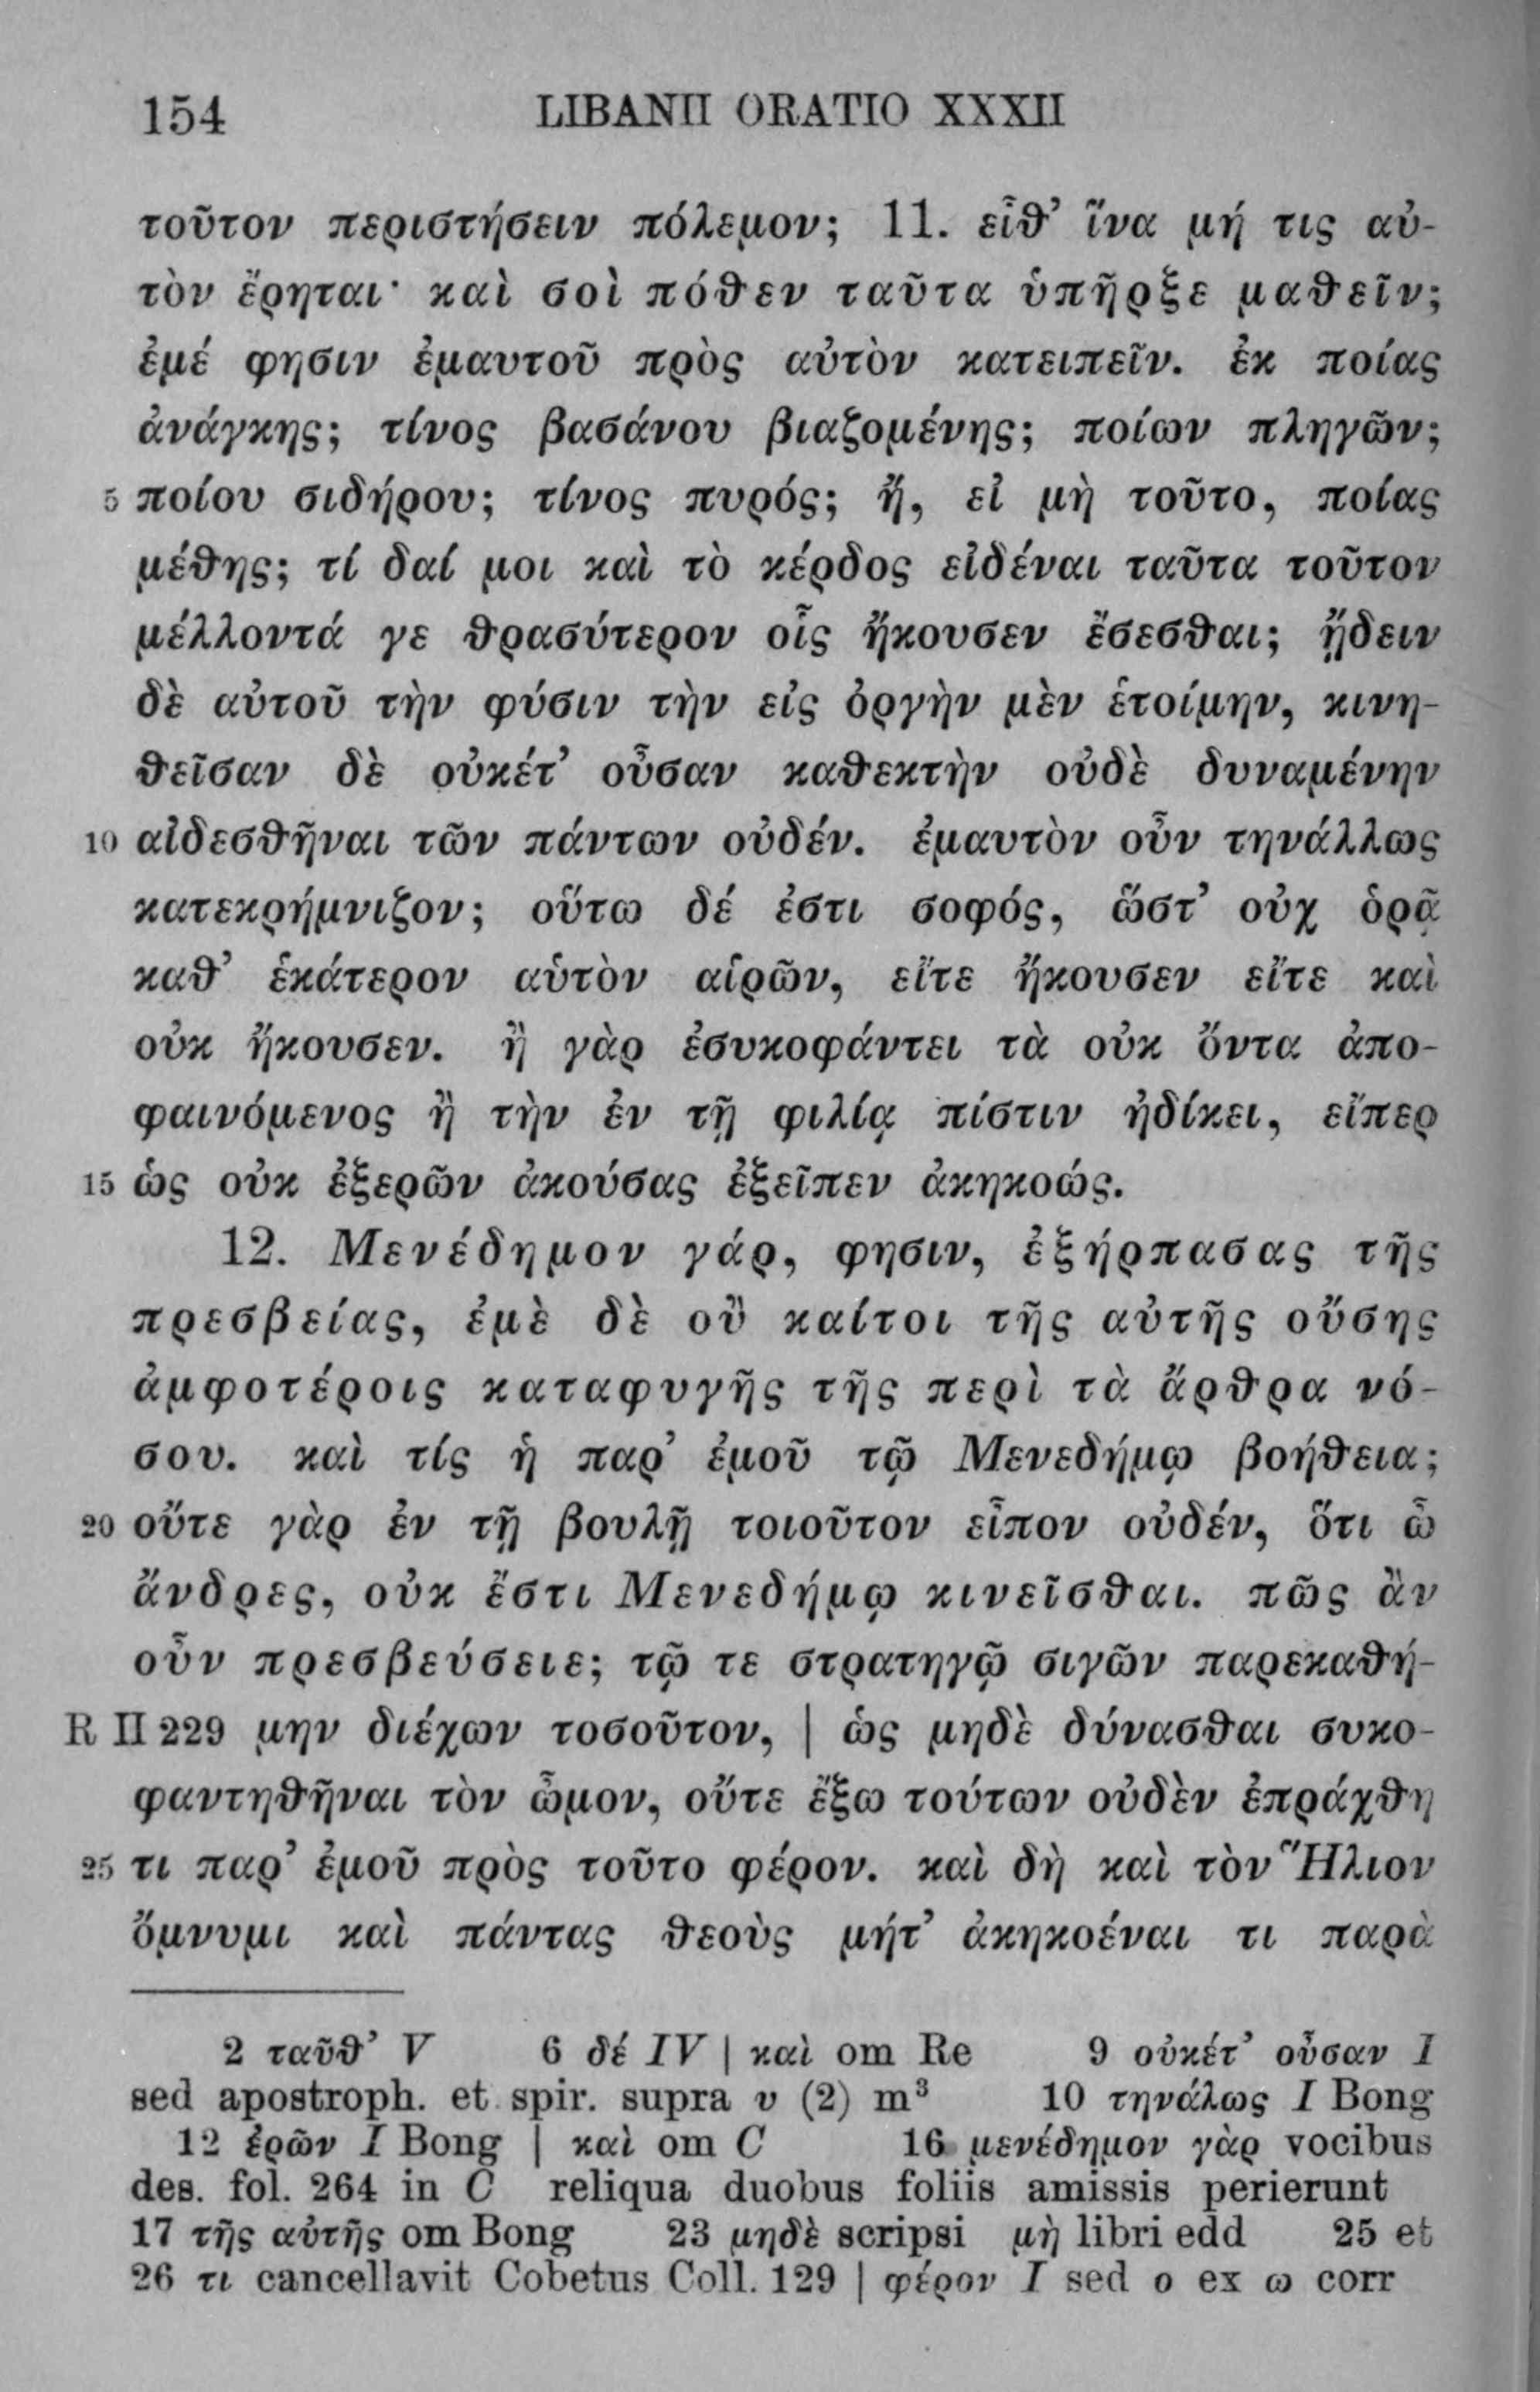 154 LIBANII ORATIO XXXII
τοῦτον περιστήσειν πόλεμον; 11. εἶθ’ ἵνα μή τις αὐ-
τὸν ἔρηται· καὶ σοὶ πόθεν ταῦτα ὑπῆρξε μαθεῖν;
ἐμέ φησιν ἐμαυτοῦ πρὸς αὐτὸν κατειπεῖν. ἐκ ποίας
ἀνάγκης; τίνος βασάνου βιαζομένης; ποίων πληγῶν;
5 ποίου σιδήρου; τίνος πυρός; ἤ, εἰ μὴ τοῦτο, ποίας
μέθης; τί δαί μοι καὶ τὸ κέρδος εἰδέναι ταῦτα τοῦτον
μέλλοντά γε θρασύτερον οἷς ἤκουσεν ἔσεσθαι; ᾔδειν
δὲ αὐτοῦ τὴν φύσιν τὴν εἰς ὀργὴν μὲν ἑτοίμην, κινη-
θεῖσαν δὲ οὐκέτ’ οὖσαν καθεκτὴν οὐδὲ δυναμένην
10 αἰδεσθῆναι τῶν πάντων οὐδέν. ἐμαυτὸν οὖν τηνάλλως
κατεκρήμνιζον; οὕτω δέ ἐστι σοφός, ὥστ’ οὐχ ὁρᾷ
καθ’ ἑκάτερον αὑτὸν αἱρῶν, εἴτε ἤκουσεν εἴτε καὶ
οὐκ ἤκουσεν. ἢ γὰρ ἐσυκοφάντει τὰ οὐκ ὄντα ἀπο-
φαινόμενος ἢ τὴν ἐν τῇ φιλίᾳ πίστιν ἠδίκει, εἴπερ
15 ὡς οὐκ ἐξερῶν ἀκούσας ἐξεῖπεν ἀκηκοώς.
12. Μενέδημον γάρ, φησιν, ἐξήρπασας τῆς
πρεσβείας, ἐμὲ δὲ οὒ καίτοι τῆς αὐτῆς οὔσης
ἀμφοτέροις καταφυγῆς τῆς περὶ τὰ ἄρθρα νό-
σου. καὶ τίς ἡ παρ’ ἐμοῦ τῷ Μενεδήμῳ βοήθεια;
20 οὔτε γὰρ ἐν τῇ βουλῇ τοιοῦτον εἶπον οὐδέν, ὅτι ὦ
ἄνδρες, οὐκ ἔστι Μενεδήμῳ κινεῖσθαι. πῶς ἂν
οὖν πρεσβεύσειε; τῷ τε στρατηγῷ σιγῶν παρεκαθή-
R II 229 μην διέχων τοσοῦτον, | ὡς μηδὲ δύνασθαι συκο-
φαντηθῆναι τὸν ὦμον, οὔτε ἔξω τούτων οὐδὲν ἐπράχθη
25 τι παρ’ ἐμοῦ πρὸς τοῦτο φέρον. καὶ δὴ καὶ τὸν Ἥλιον
ὄμνυμι καὶ πάντας θεοὺς μήτ’ ἀκηκοέναι τι παρὰ
2 ταῦθ’ V 6 δέ IV | καὶ om Re 9 οὐκέτ’ οὖσαν I
sed apostroph. et spir. supra υ (2) m³ 10 τηνάλως I Bong
12 ἐρῶν I Bong | καὶ om C 16 μενέδημον γὰρ vocibus
des. fol. 264 in C reliqua duobus foliis amissis perierunt
17 τῆς αὐτῆς om Bong 23 μηδὲ scripsi μὴ libri edd 25 et
26 τι cancellavit Cobetus Coll. 129 | φέρον I sed ο ex ω corr